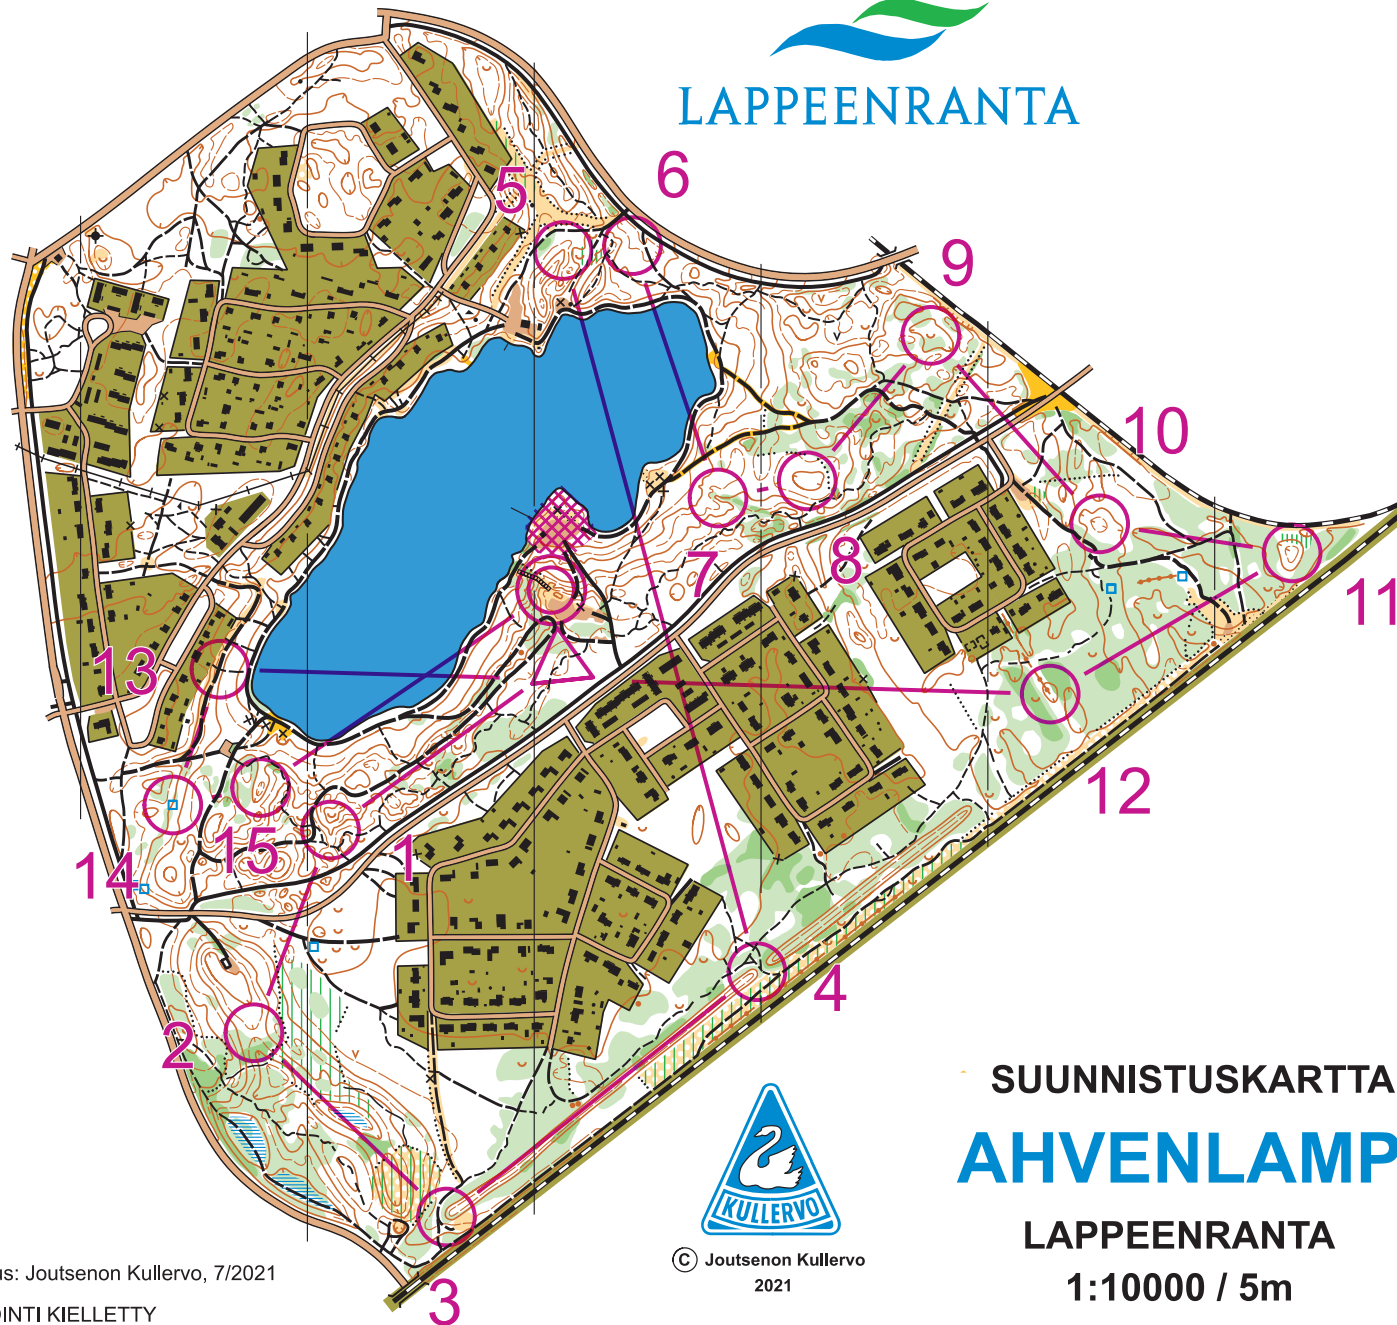 LAPPEENRANTA
5
6
9
10
7
8
11
13
12
15
1
14
4
2
3
SUUNNISTUSKARTTA
AHVENLAMP
LAPPEENRANTA
1:10000 / 5m
KULLERVO
© Joutsenon Kullervo
2021
us: Joutsenon Kullervo, 7/2021
INTI KIELLETTY